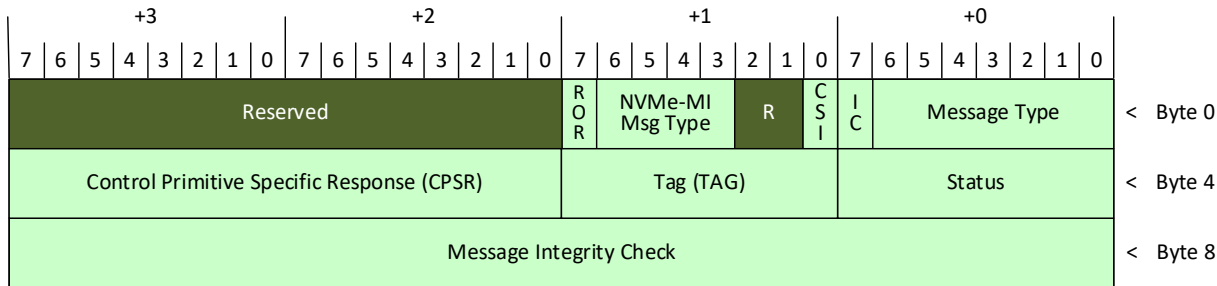 +3 +2 +1 +0
7 6 5 4 3 2 1 0 7 6 5 4 3 2 1 0 7 6 5 4 3 2 1 0 7 6 5 4 3 2 1 0
Reserved ROR NVMe-MI Msg Type R CSI IC Message Type < Byte 0
Control Primitive Specific Response (CPSR) Tag (TAG) Status < Byte 4
Message Integrity Check < Byte 8